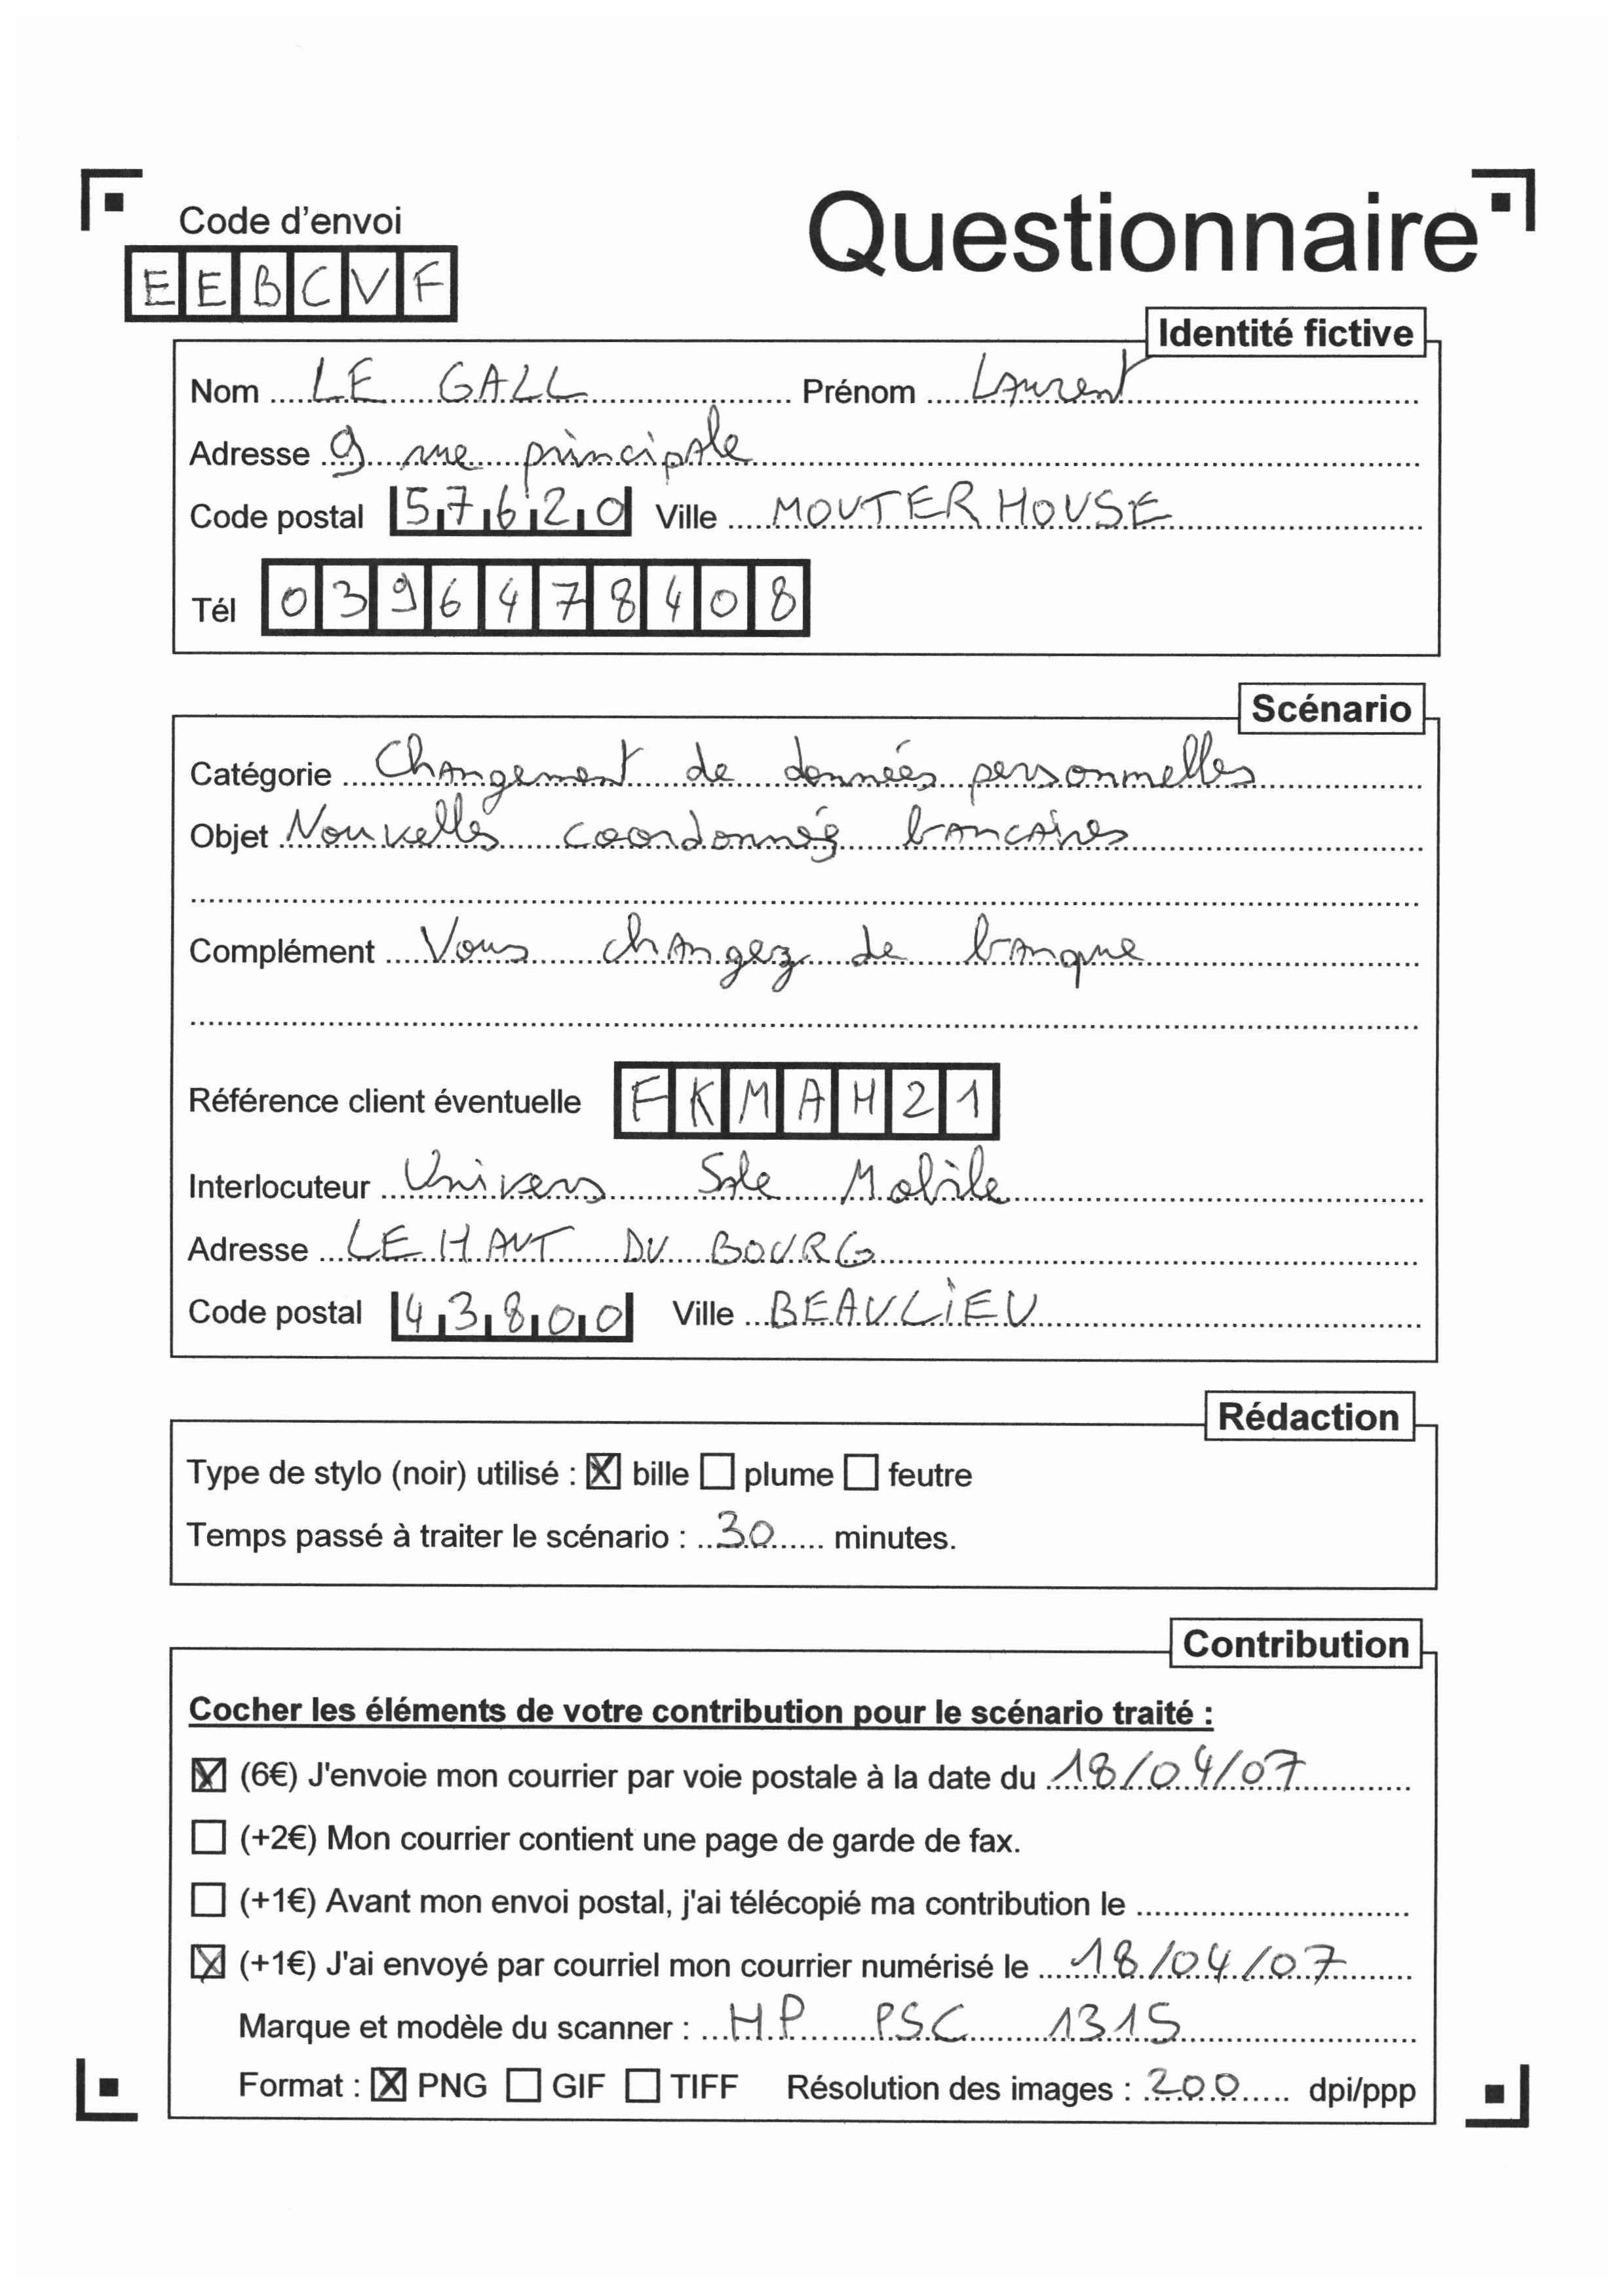 Questionnaire
Code d'envoi
EEBCVF
Identité fictive
Nom LE GALL Prénom Laurent
Adresse 9 rue principale
Code postal 57620 Ville MOUTERHOUSE
Tél 0396478408
Scénario
Catégorie Changement de données personnelles
Objet Nouvelles coordonnés bancaires
Complément Vous changez de banque
Référence client éventuelle FKMAH21
Interlocuteur Univers Sole Mobile
Adresse LE HAUT DU BOURG
Code postal 43800 Ville BEAULIEU
Rédaction
Type de stylo (noir) utilisé : ☒ bille ☐ plume ☐ feutre
Temps passé à traiter le scénario : 30 minutes.
Contribution
Cocher les éléments de votre contribution pour le scénario traité :
☒ (6€) J'envoie mon courrier par voie postale à la date du 18/04/07
☐ (+2€) Mon courrier contient une page de garde de fax.
☐ (+1€) Avant mon envoi postal, j'ai télécopié ma contribution le
☒ (+1€) J'ai envoyé par courriel mon courrier numérisé le 18/04/07
Marque et modèle du scanner : HP PSC 1315
Format : ☒ PNG ☐ GIF ☐ TIFF Résolution des images : 200 dpi/ppp